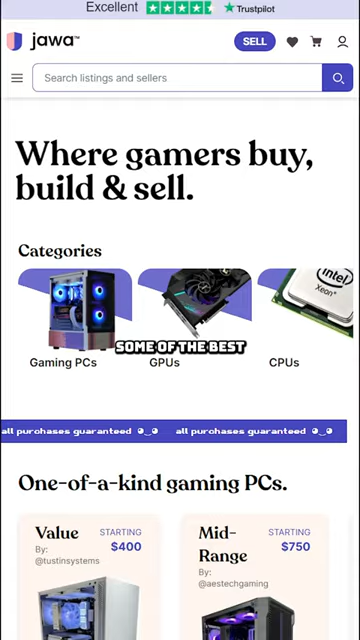 Excellent ★ Trustpilot
jawa™
SELL
Search listings and sellers
Where gamers buy,
build & sell.
Categories
intel
XEON®
SOME OF THE BEST
Gaming PCs
GPUs
CPUs
all purchases guaranteed ◕‿◕ all purchases guaranteed ◕‿◕
One-of-a-kind gaming PCs.
Value
STARTING
$400
By:
@tustinsystems
Mid-
Range
STARTING
$750
By:
@aestechgaming